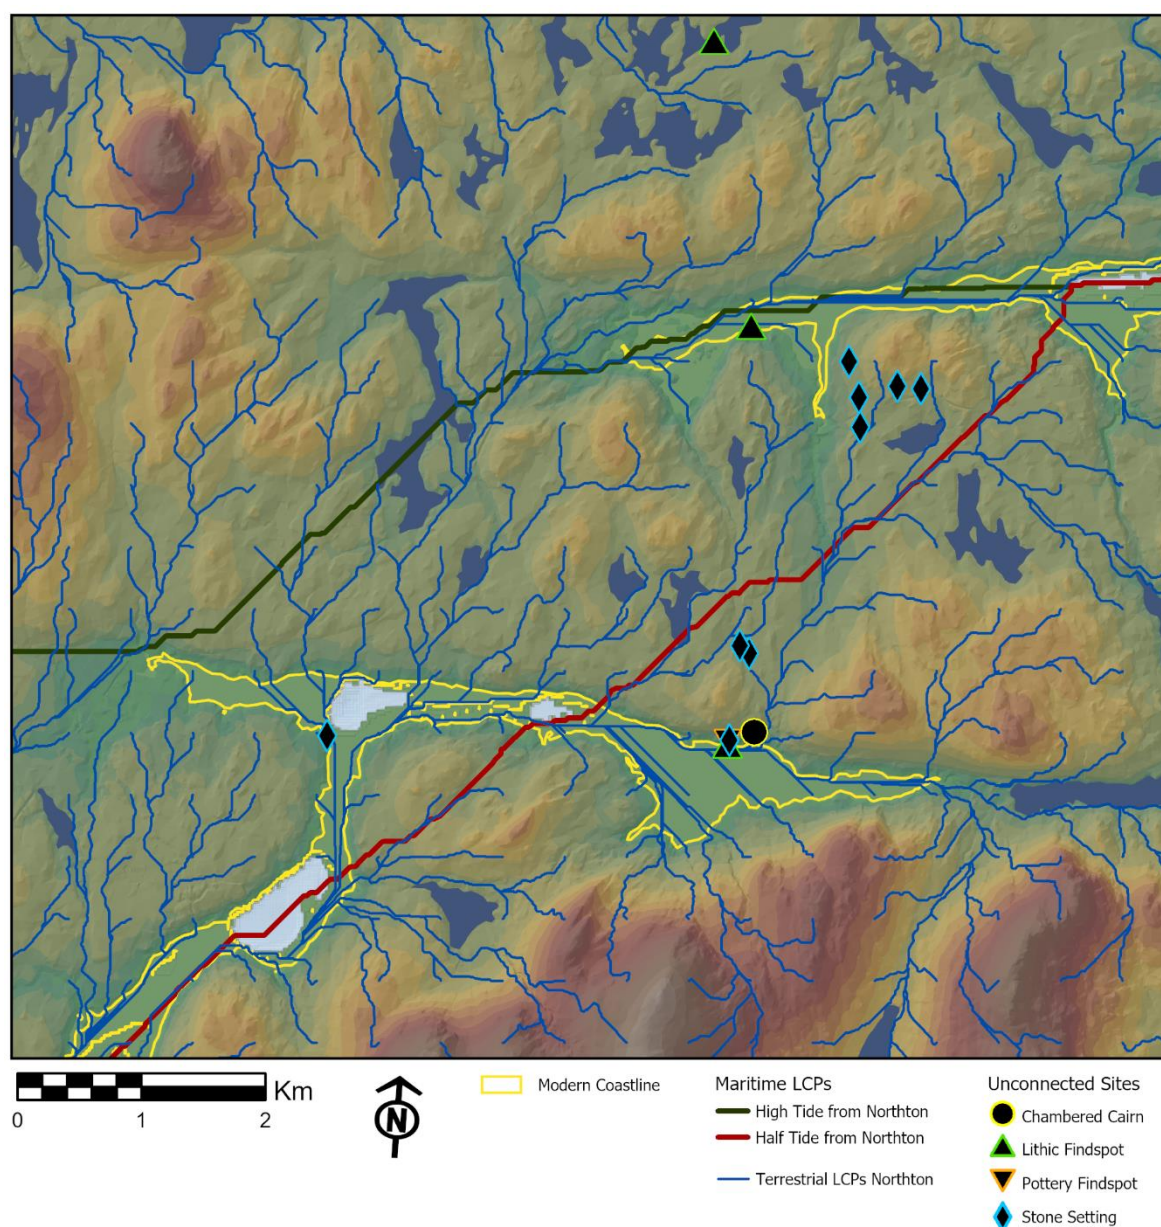 Km
0 1 2
N
Modern Coastline
Maritime LCPs
High Tide from Northton
Half Tide from Northton
Terrestrial LCPs Northton
Unconnected Sites
Chambered Cairn
Lithic Findspot
Pottery Findspot
Stone Setting